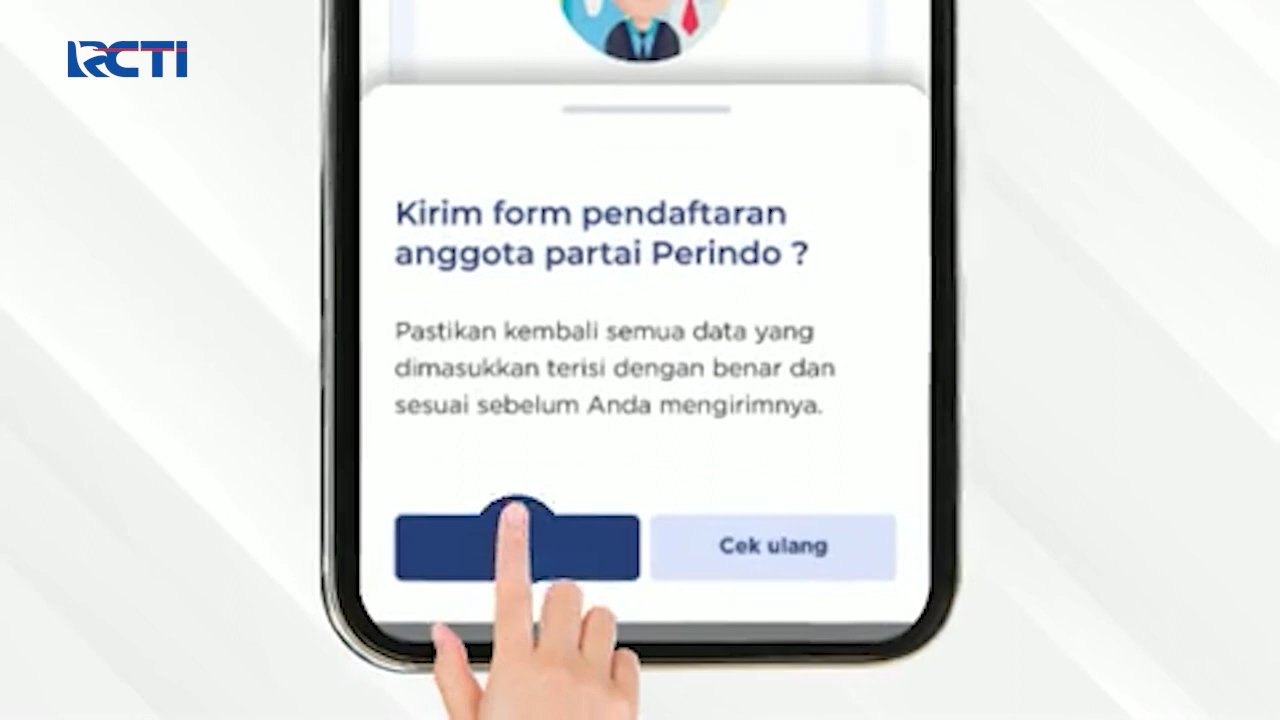 RCTI
Kirim form pendaftaran
anggota partai Perindo ?
Pastikan kembali semua data yang
dimasukkan terisi dengan benar dan
sesuai sebelum Anda mengirimnya.
Cek ulang